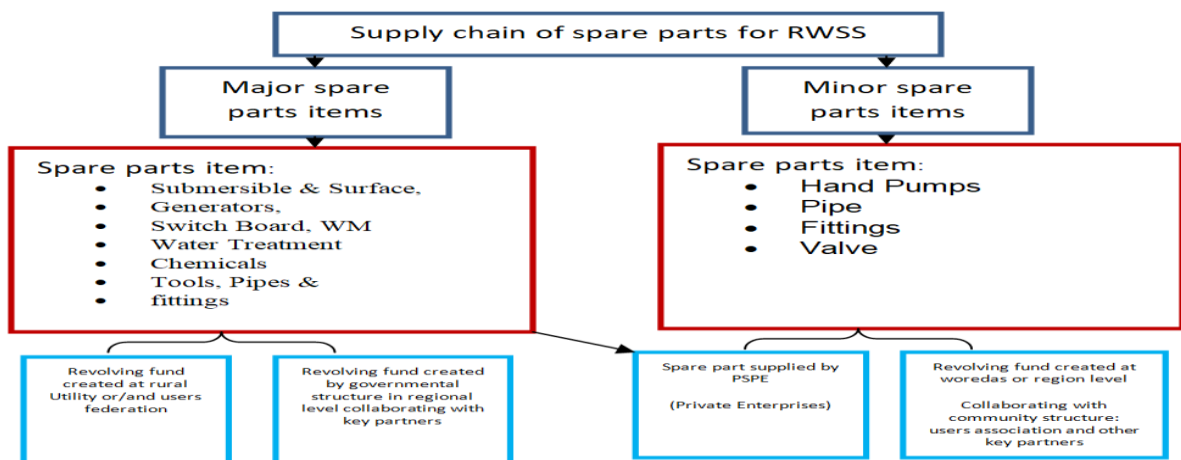 Supply chain of spare parts for RWSS
Major spare
parts items
Minor spare
parts items
Spare parts item:
• Submersible & Surface,
• Generators,
• Switch Board, WM
• Water Treatment
• Chemicals
• Tools, Pipes &
• fittings
Spare parts item:
• Hand Pumps
• Pipe
• Fittings
• Valve
Revolving fund
created at rural
Utility or/and users
federation
Revolving fund created
by governmental
structure in regional
level collaborating with
key partners
Spare part supplied by
PSPE
(Private Enterprises)
Revolving fund created at
woredas or region level
Collaborating with
community structure:
users association and other
key partners